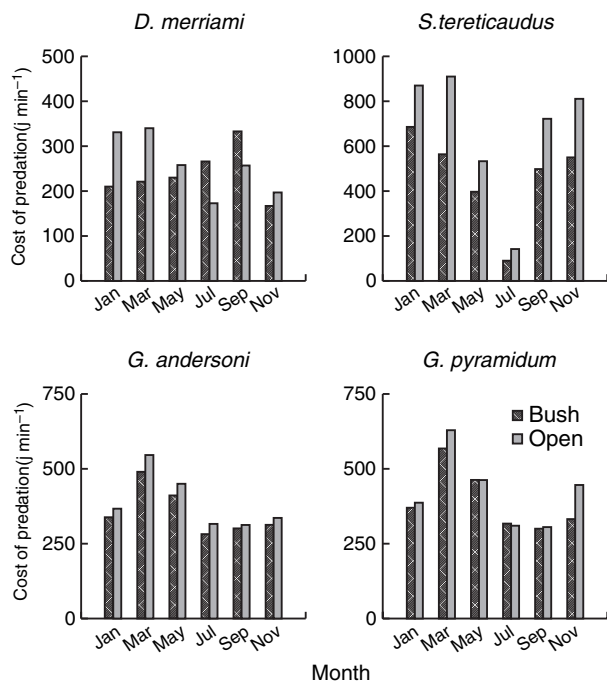 D. merriami
S.tereticaudus
Cost of predation(j min⁻¹)
500
400
300
200
100
0
Jan Mar May Jul Sep Nov
1000
800
600
400
200
0
Jan Mar May Jul Sep Nov
G. andersoni
G. pyramidum
Cost of predation(j min⁻¹)
750
500
250
0
Jan Mar May Jul Sep Nov
750
500
250
0
Bush
Open
Jan Mar May Jul Sep Nov
Month